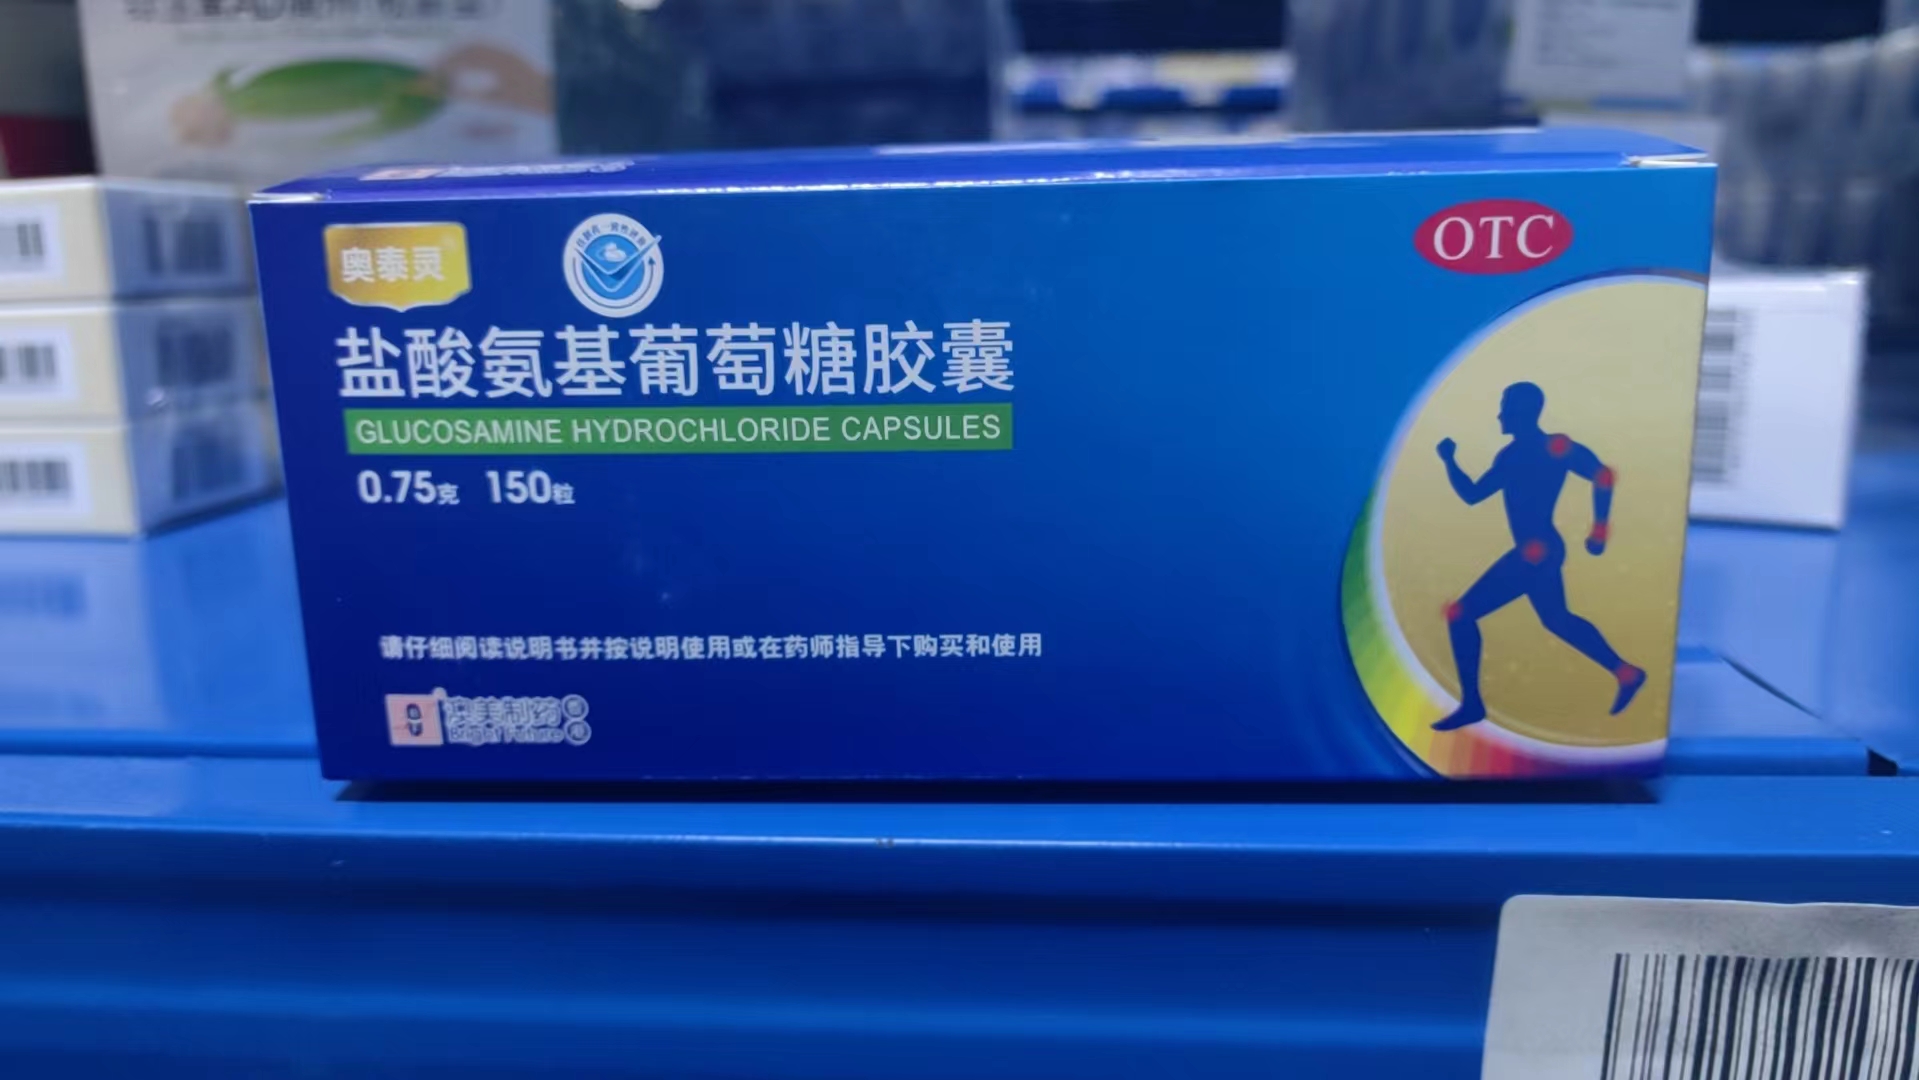 奥泰灵
OTC
盐酸氨基葡萄糖胶囊
GLUCOSAMINE HYDROCHLORIDE CAPSULES
0.75克 150粒
请仔细阅读说明书并按说明使用或在药师指导下购买和使用
澳美制药
Bright Future